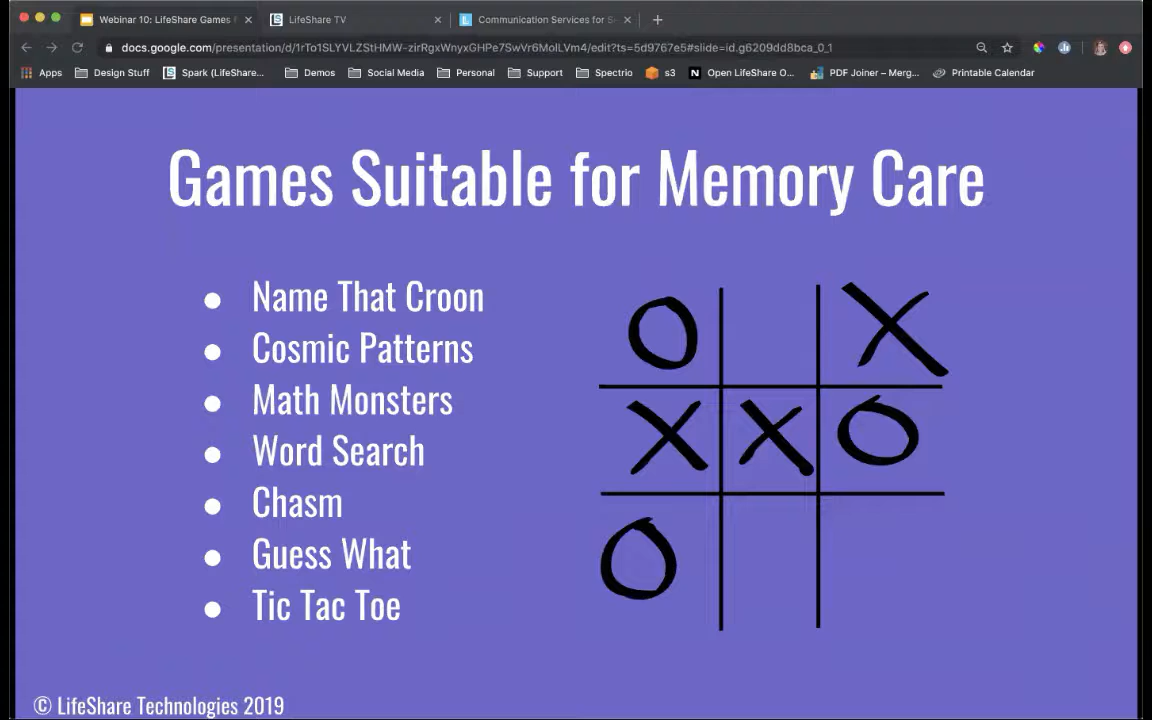 Webinar 10: LifeShare Games
LifeShare TV
Communication Services for S
docs.google.com/presentation/d/1rTo1SLYVLZStHMW-zirRgxWnyxGHPe7SwVr6MolLVm4/edit?ts=5d9767e5#slide=id.g6209dd8bca_0_1
Apps
Design Stuff
Spark (LifeShare...
Demos
Social Media
Personal
Support
Spectrio
s3
Open LifeShare O...
PDF Joiner – Merg...
Printable Calendar
Games Suitable for Memory Care
● Name That Croon
● Cosmic Patterns
● Math Monsters
● Word Search
● Chasm
● Guess What
● Tic Tac Toe
O X
X X O
O
© LifeShare Technologies 2019